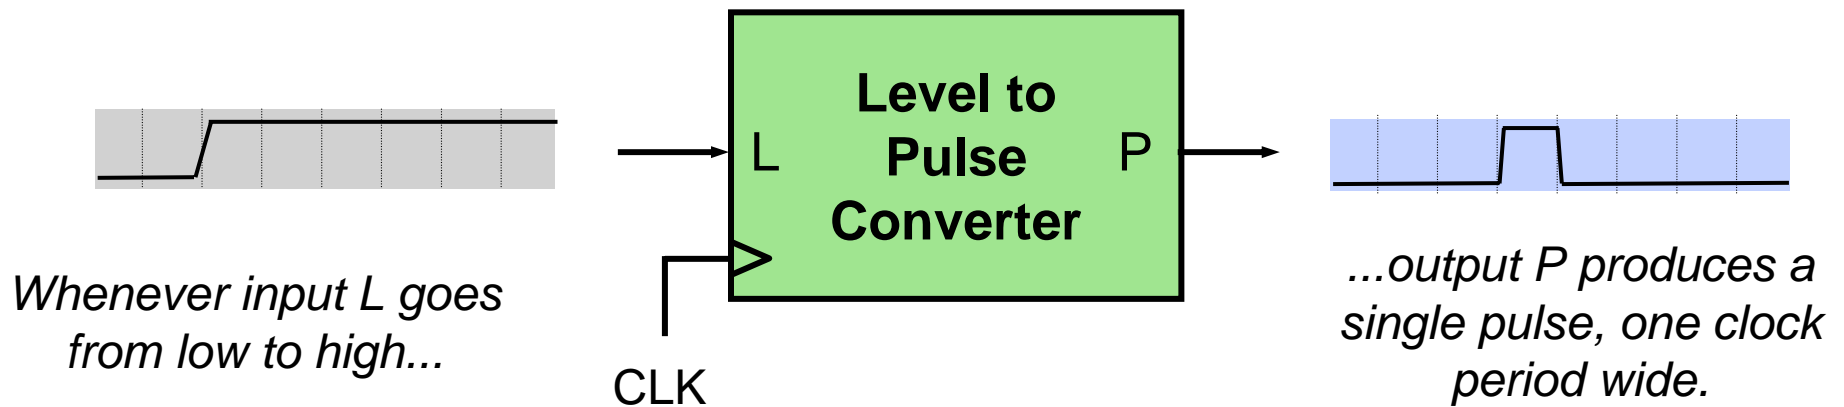 Level to
Pulse
Converter
L
P
CLK
Whenever input L goes
from low to high...
...output P produces a
single pulse, one clock
period wide.